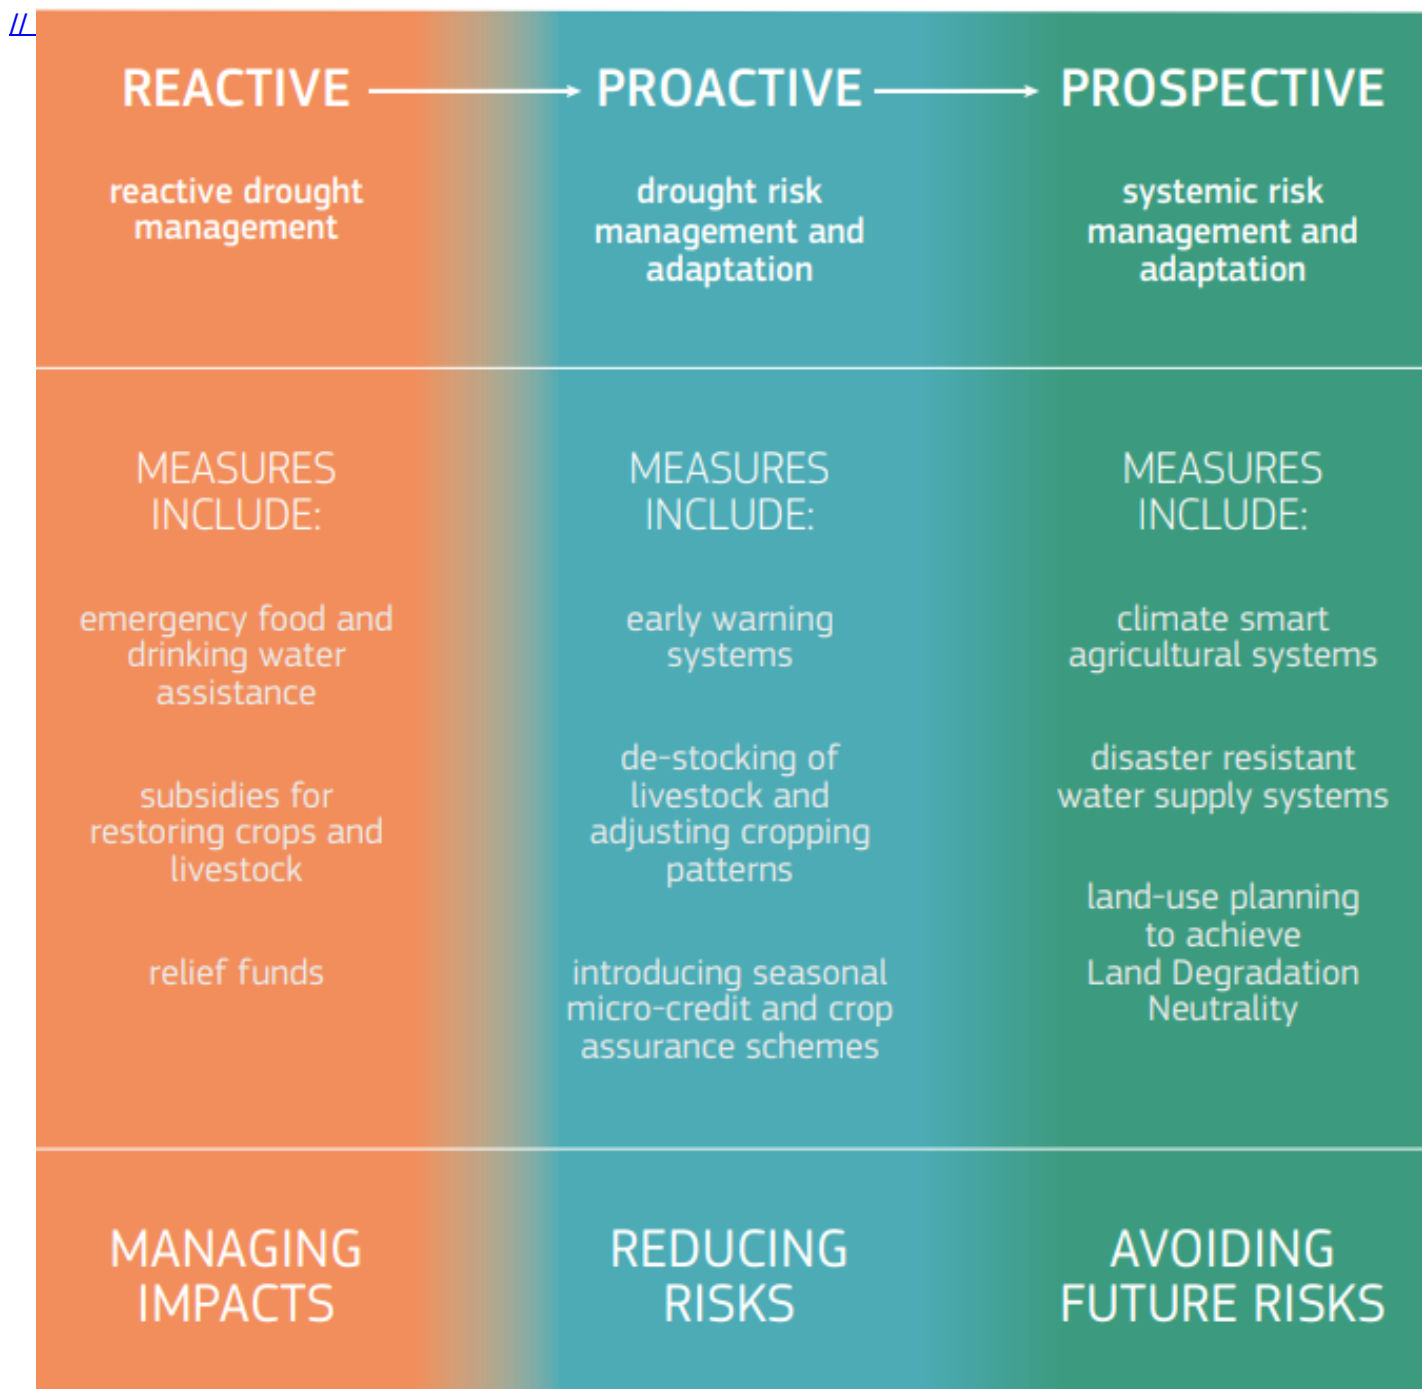 //
REACTIVE
reactive drought
management
MEASURES
INCLUDE:
emergency food and
drinking water
assistance
subsidies for
restoring crops and
livestock
relief funds
MANAGING
IMPACTS
PROACTIVE
drought risk
management and
adaptation
MEASURES
INCLUDE:
early warning
systems
de-stocking of
livestock and
adjusting cropping
patterns
introducing seasonal
micro-credit and crop
assurance schemes
REDUCING
RISKS
PROSPECTIVE
systemic risk
management and
adaptation
MEASURES
INCLUDE:
climate smart
agricultural systems
disaster resistant
water supply systems
land-use planning
to achieve
Land Degradation
Neutrality
AVOIDING
FUTURE RISKS